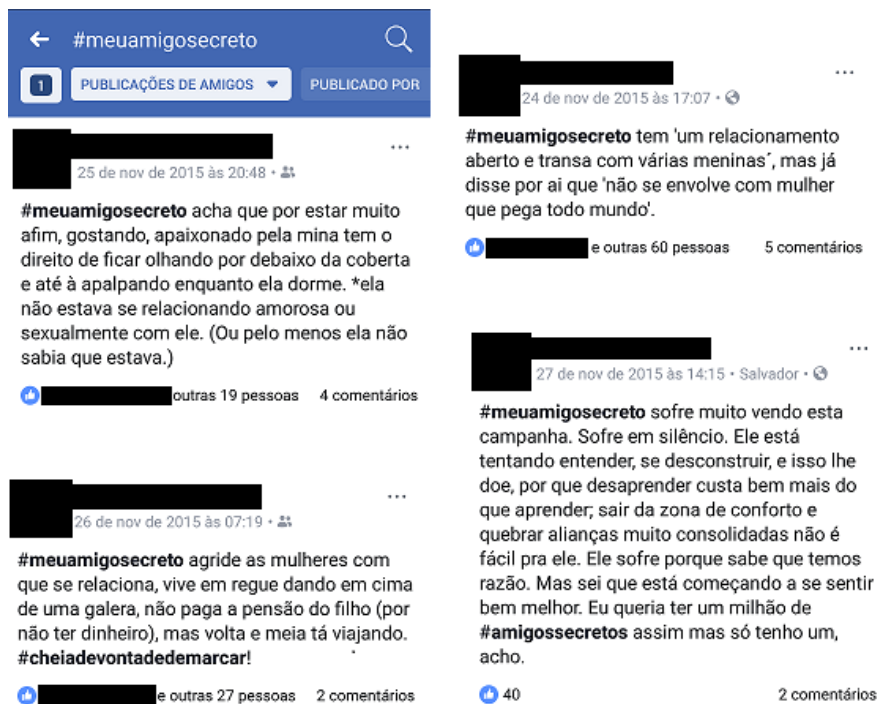 #meuamigosecreto
1 PUBLICAÇÕES DE AMIGOS PUBLICADO POR
25 de nov de 2015 às 20:48
#meuamigosecreto acha que por estar muito
afim, gostando, apaixonado pela mina tem o
direito de ficar olhando por debaixo da coberta
e até à apalpando enquanto ela dorme. *ela
não estava se relacionando amorosa ou
sexualmente com ele. (Ou pelo menos ela não
sabia que estava.)
outras 19 pessoas 4 comentários
26 de nov de 2015 às 07:19
#meuamigosecreto agride as mulheres com
que se relaciona, vive em regue dando em cima
de uma galera, não paga a pensão do filho (por
não ter dinheiro), mas volta e meia tá viajando.
#cheiadevontadedemarcar!
e outras 27 pessoas 2 comentários
24 de nov de 2015 às 17:07
#meuamigosecreto tem 'um relacionamento
aberto e transa com várias meninas´, mas já
disse por ai que 'não se envolve com mulher
que pega todo mundo'.
e outras 60 pessoas 5 comentários
27 de nov de 2015 às 14:15 • Salvador •
#meuamigosecreto sofre muito vendo esta
campanha. Sofre em silêncio. Ele está
tentando entender, se desconstruir, e isso lhe
doe, por que desaprender custa bem mais do
que aprender; sair da zona de conforto e
quebrar alianças muito consolidadas não é
fácil pra ele. Ele sofre porque sabe que temos
razão. Mas sei que está começando a se sentir
bem melhor. Eu queria ter um milhão de
#amigossecretos assim mas só tenho um,
acho.
40 2 comentários